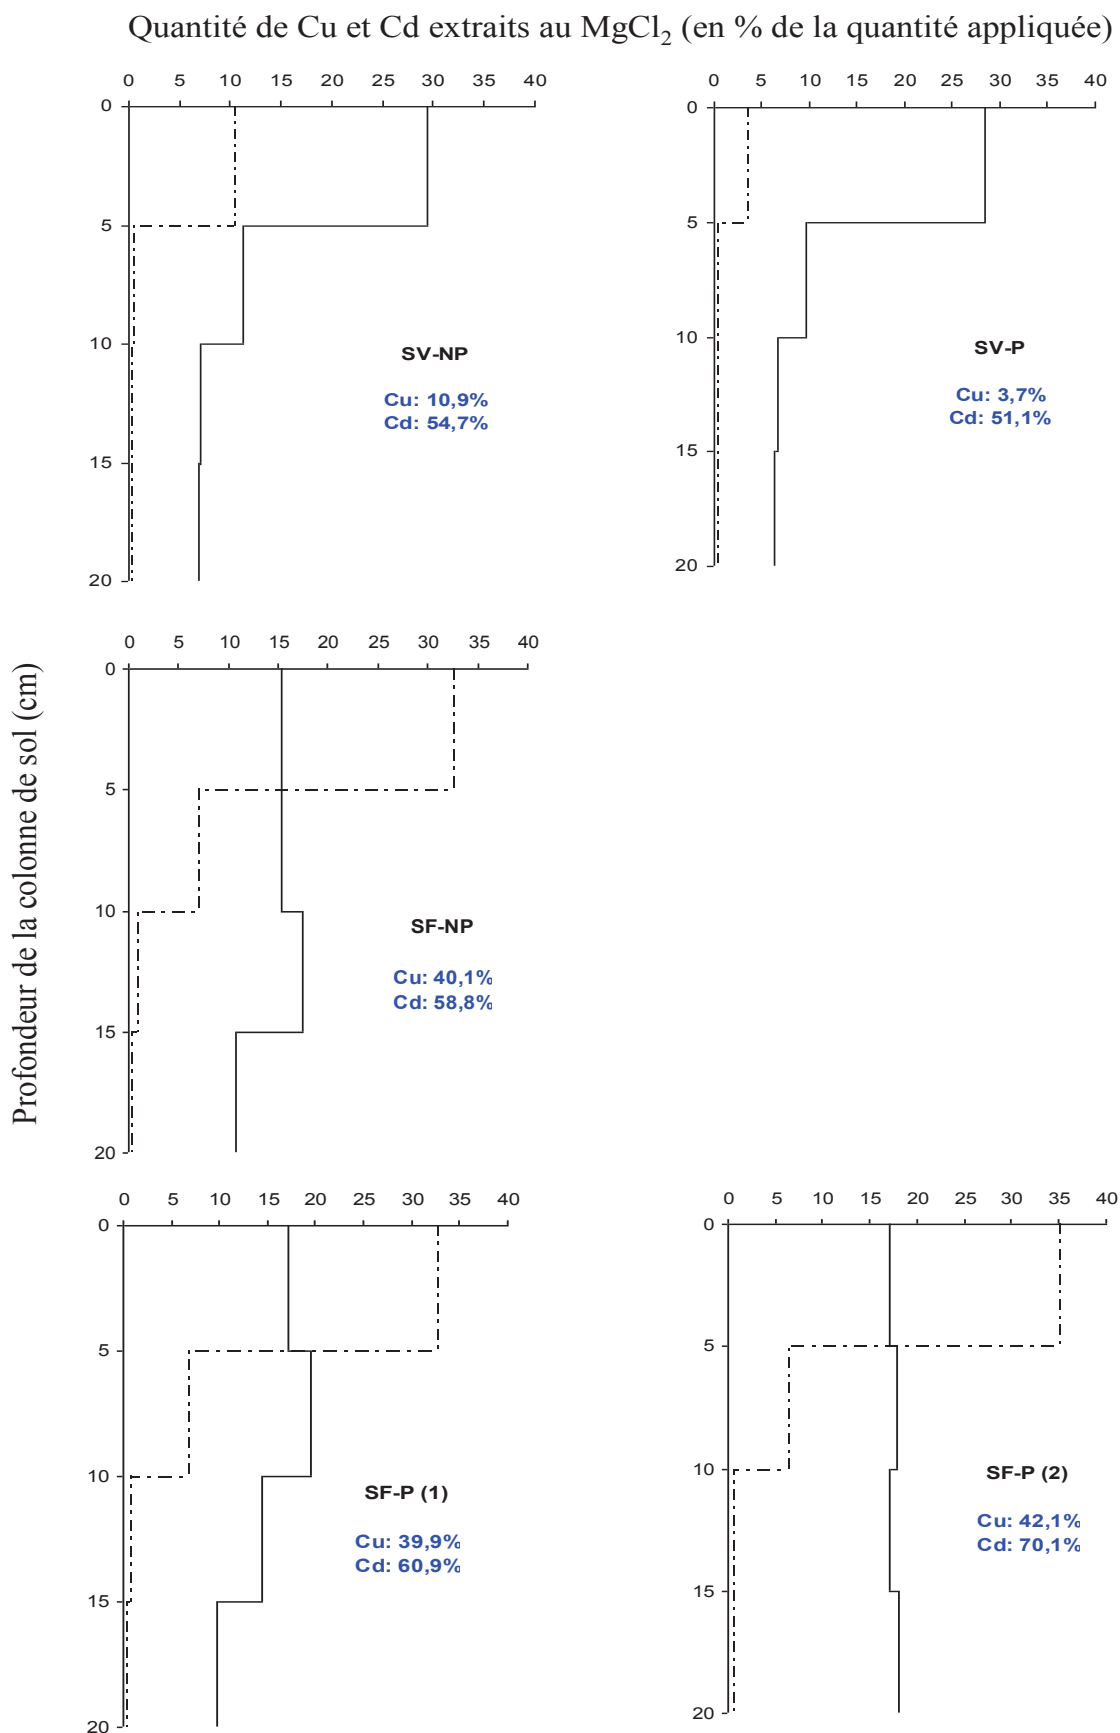 Quantité de Cu et Cd extraits au MgCl₂ (en % de la quantité appliquée)
Profondeur de la colonne de sol (cm)
0 5 10 15 20 25 30 35 40
0
5
10
15
20
SV-NP
Cu: 10,9%
Cd: 54,7%
0 5 10 15 20 25 30 35 40
0
5
10
15
20
SV-P
Cu: 3,7%
Cd: 51,1%
0 5 10 15 20 25 30 35 40
0
5
10
15
20
SF-NP
Cu: 40,1%
Cd: 58,8%
0 5 10 15 20 25 30 35 40
0
5
10
15
20
SF-P (1)
Cu: 39,9%
Cd: 60,9%
0 5 10 15 20 25 30 35 40
0
5
10
15
20
SF-P (2)
Cu: 42,1%
Cd: 70,1%